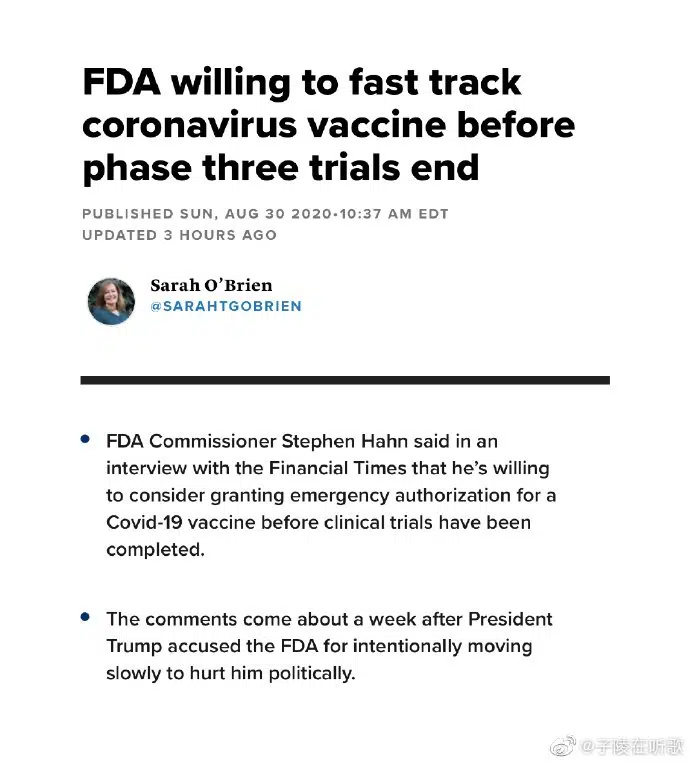 FDA willing to fast track
coronavirus vaccine before
phase three trials end
PUBLISHED SUN, AUG 30 2020•10:37 AM EDT
UPDATED 3 HOURS AGO
Sarah O’Brien
@SARAHTGOBRIEN
• FDA Commissioner Stephen Hahn said in an
interview with the Financial Times that he’s willing
to consider granting emergency authorization for a
Covid-19 vaccine before clinical trials have been
completed.
• The comments come about a week after President
Trump accused the FDA for intentionally moving
slowly to hurt him politically.
@子陵在听歌